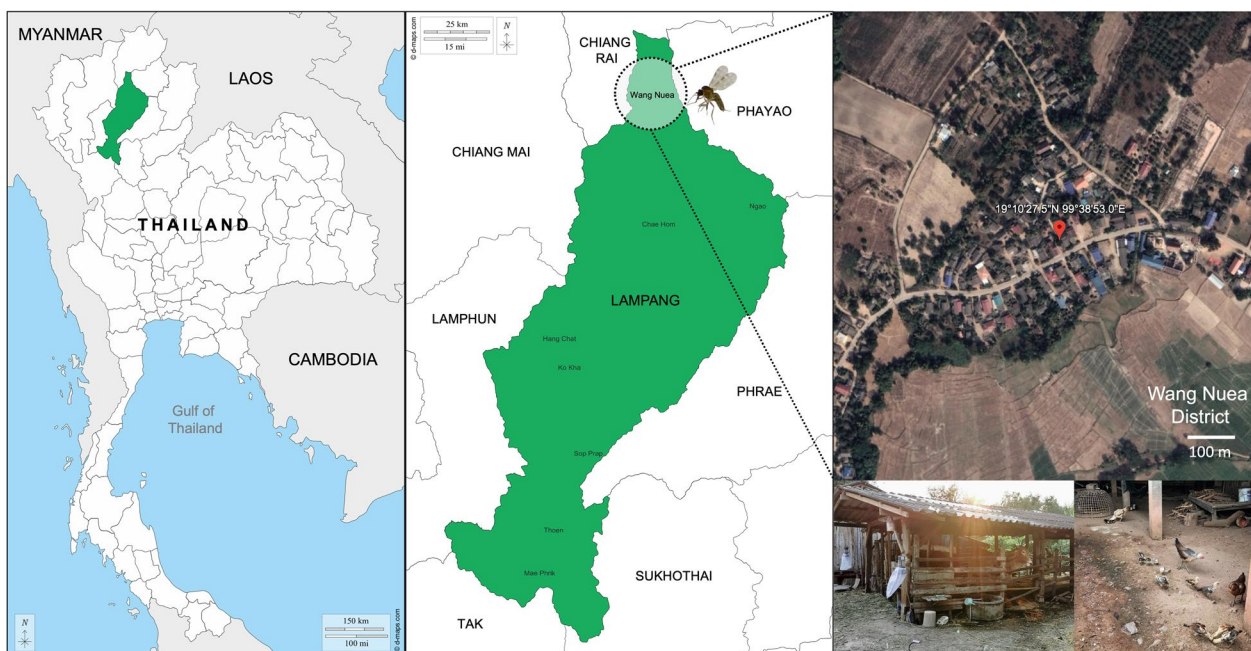 MYANMAR
LAOS
THAILAND
CAMBODIA
Gulf of
Thailand
N
150 km
100 mi
© d-maps.com
25 km
15 mi
N
© d-maps.com
CHIANG
RAI
Wang Nuea
PHAYAO
CHIANG MAI
Ngao
Chae Hom
LAMPANG
LAMPHUN
Hang Chat
Ko Kha
PHRAE
Sop Prap
Thoen
Mae Phrik
SUKHOTHAI
TAK
19°10'27.5"N 99°38'53.0"E
Wang Nuea
District
100 m